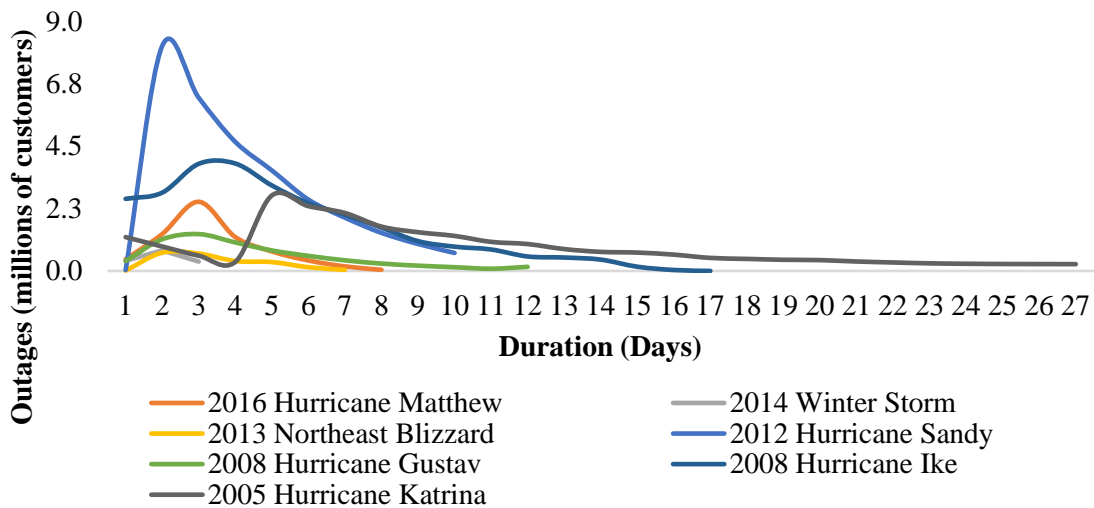 Outages (millions of customers)
9.0
6.8
4.5
2.3
0.0
1 2 3 4 5 6 7 8 9 10 11 12 13 14 15 16 17 18 19 20 21 22 23 24 25 26 27
Duration (Days)
2016 Hurricane Matthew
2014 Winter Storm
2013 Northeast Blizzard
2012 Hurricane Sandy
2008 Hurricane Gustav
2008 Hurricane Ike
2005 Hurricane Katrina